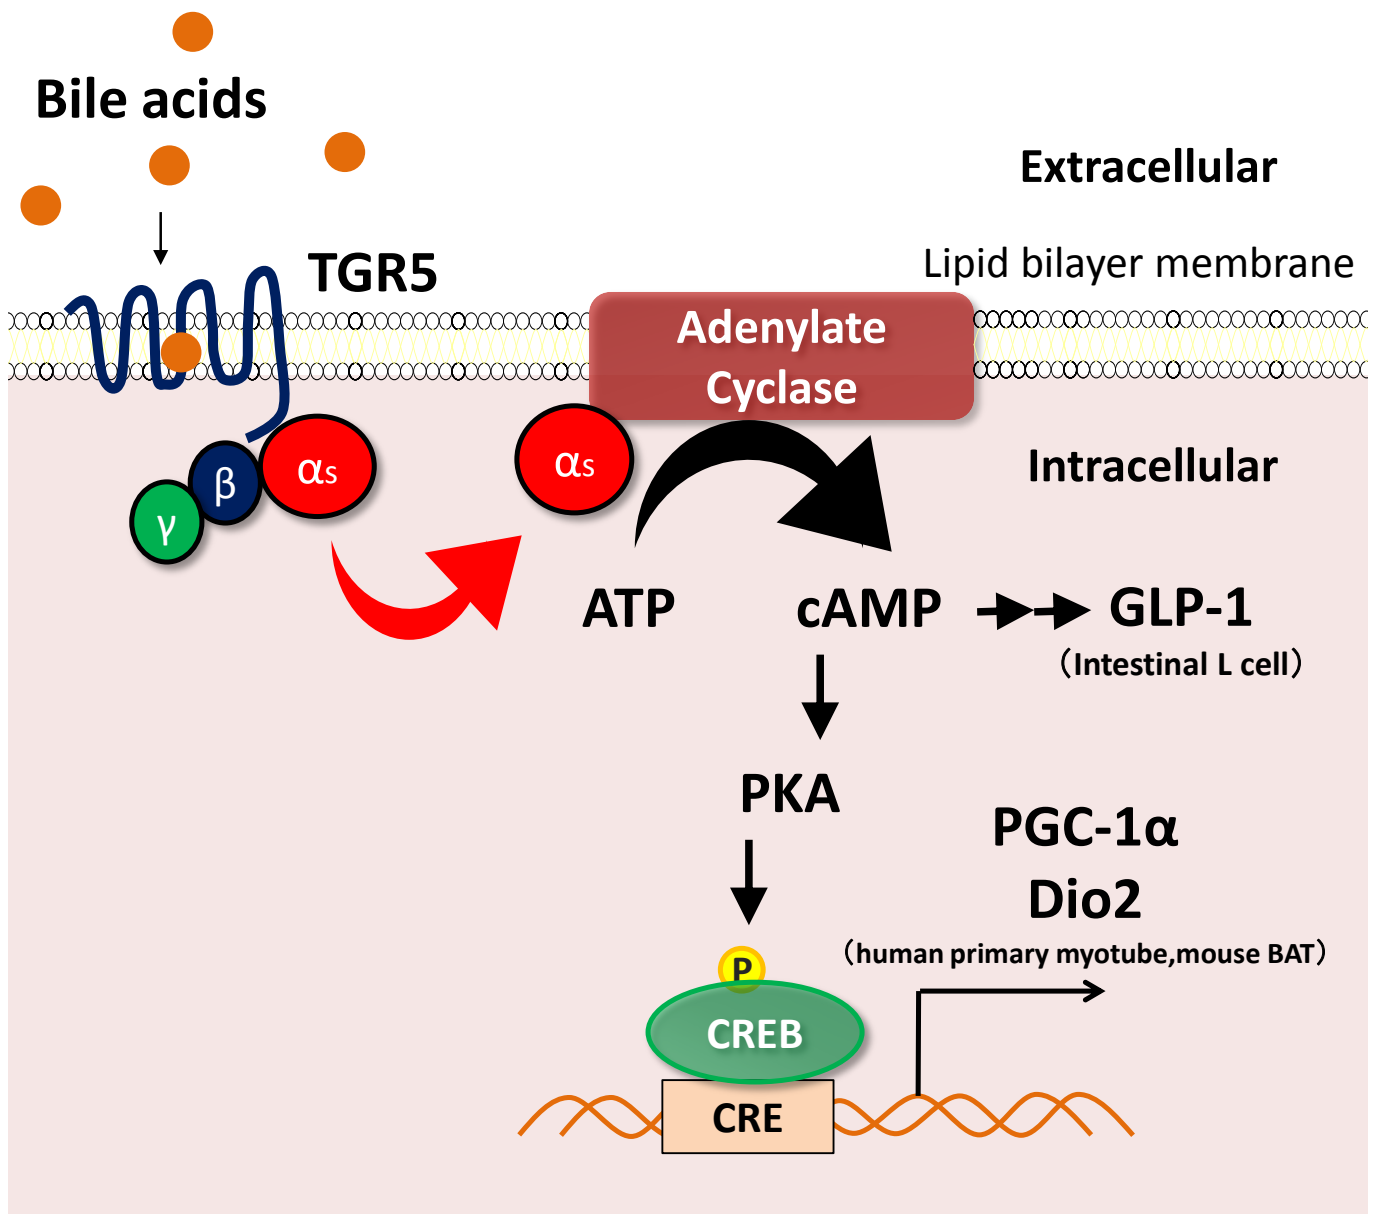 Bile acids
Extracellular
Lipid bilayer membrane
TGR5
Adenylate
Cyclase
Intracellular
αs
β
γ
αs
ATP
cAMP
GLP-1
（Intestinal L cell）
PKA
PGC-1α
Dio2
（human primary myotube,mouse BAT）
P
CREB
CRE